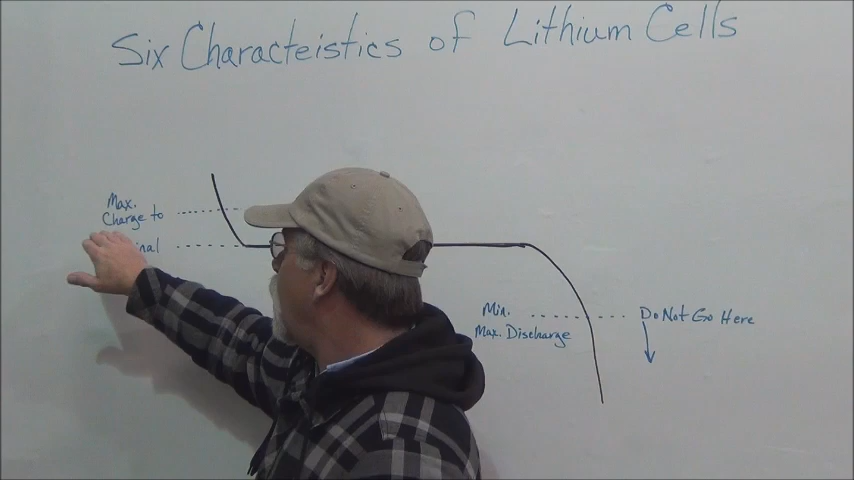 Six Characteistics of Lithium Cells
Max.
Charge to
Min.
Max. Discharge
Do Not Go Here